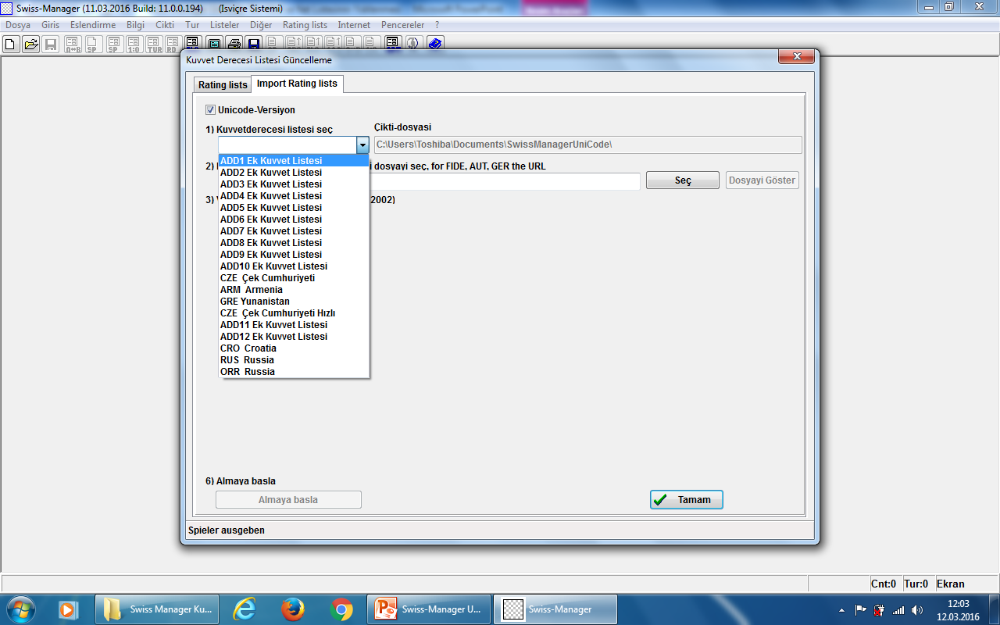 Swiss-Manager (11.03.2016 Build: 11.0.0.194) (Isviçre Sistemi)
Dosya Giris Eslendirme Bilgi Cikti Tur Listeler Diğer Rating lists Internet Pencereler ?
A↔B SP SP 1:0 TUR RD
Kuvvet Derecesi Listesi Güncelleme
Rating lists Import Rating lists
Unicode-Versiyon
1) Kuvvetderecesi listesi seç Çikti-dosyasi
C:\Users\Toshiba\Documents\SwissManagerUniCode\
2) dosyayi seç, for FIDE, AUT, GER the URL
Seç Dosyayi Göster
3) 2002)
ADD1 Ek Kuvvet Listesi
ADD2 Ek Kuvvet Listesi
ADD3 Ek Kuvvet Listesi
ADD4 Ek Kuvvet Listesi
ADD5 Ek Kuvvet Listesi
ADD6 Ek Kuvvet Listesi
ADD7 Ek Kuvvet Listesi
ADD8 Ek Kuvvet Listesi
ADD9 Ek Kuvvet Listesi
ADD10 Ek Kuvvet Listesi
CZE Çek Cumhuriyeti
ARM Armenia
GRE Yunanistan
CZE Çek Cumhuriyeti Hızlı
ADD11 Ek Kuvvet Listesi
ADD12 Ek Kuvvet Listesi
CRO Croatia
RUS Russia
ORR Russia
6) Almaya basla
Almaya basla
Tamam
Spieler ausgeben
Cnt:0 Tur:0 Ekran
Swiss Manager Ku... Swiss-Manager U... Swiss-Manager
12:03
12.03.2016